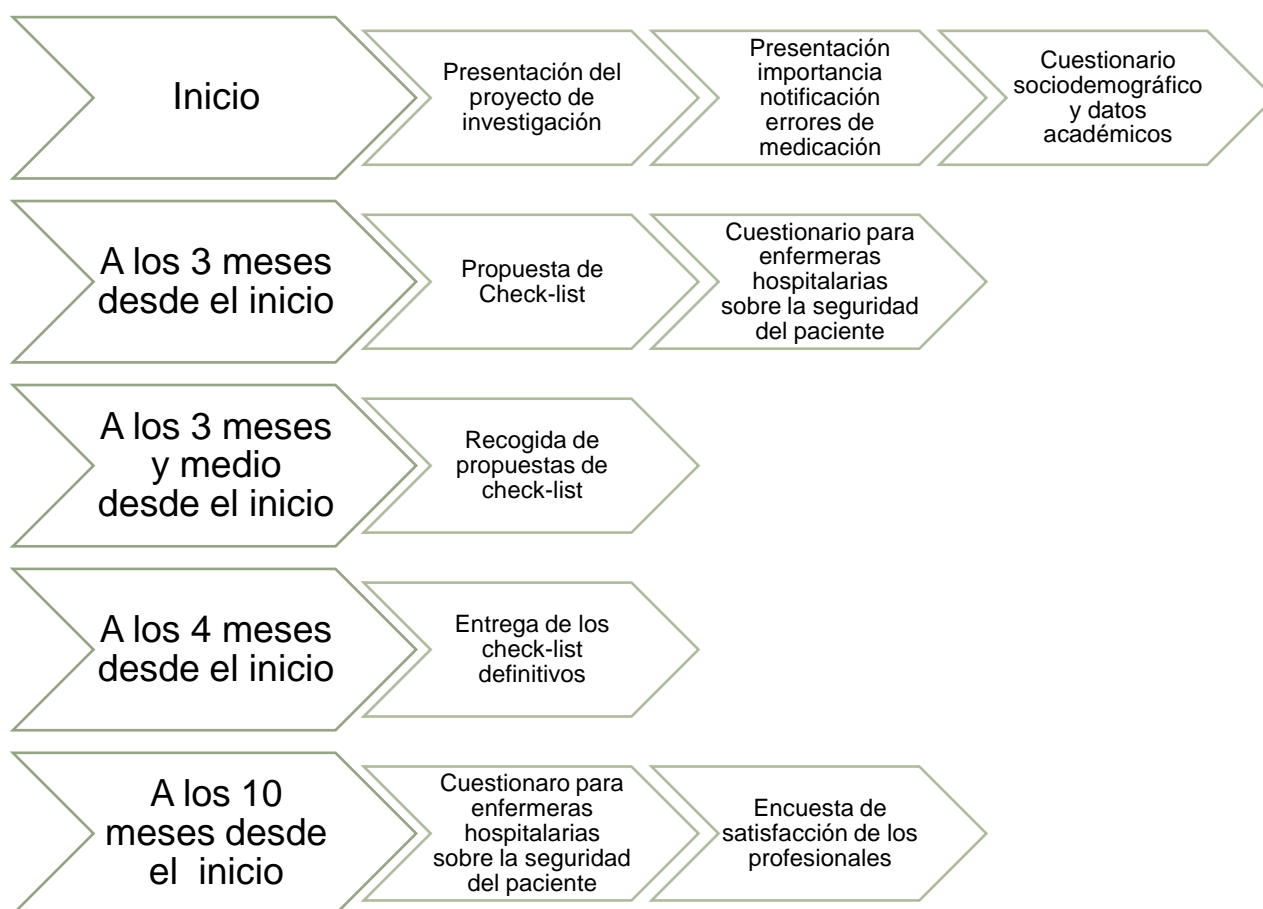 Inicio
Presentación del
proyecto de
investigación
Presentación
importancia
notificación
errores de
medicación
Cuestionario
sociodemográfico
y datos
académicos
A los 3 meses
desde el inicio
Propuesta de
Check-list
Cuestionario para
enfermeras
hospitalarias
sobre la seguridad
del paciente
A los 3 meses
y medio
desde el inicio
Recogida de
propuestas de
check-list
A los 4 meses
desde el inicio
Entrega de los
check-list
definitivos
A los 10
meses desde
el  inicio
Cuestionaro para
enfermeras
hospitalarias
sobre la seguridad
del paciente
Encuesta de
satisfacción de los
profesionales